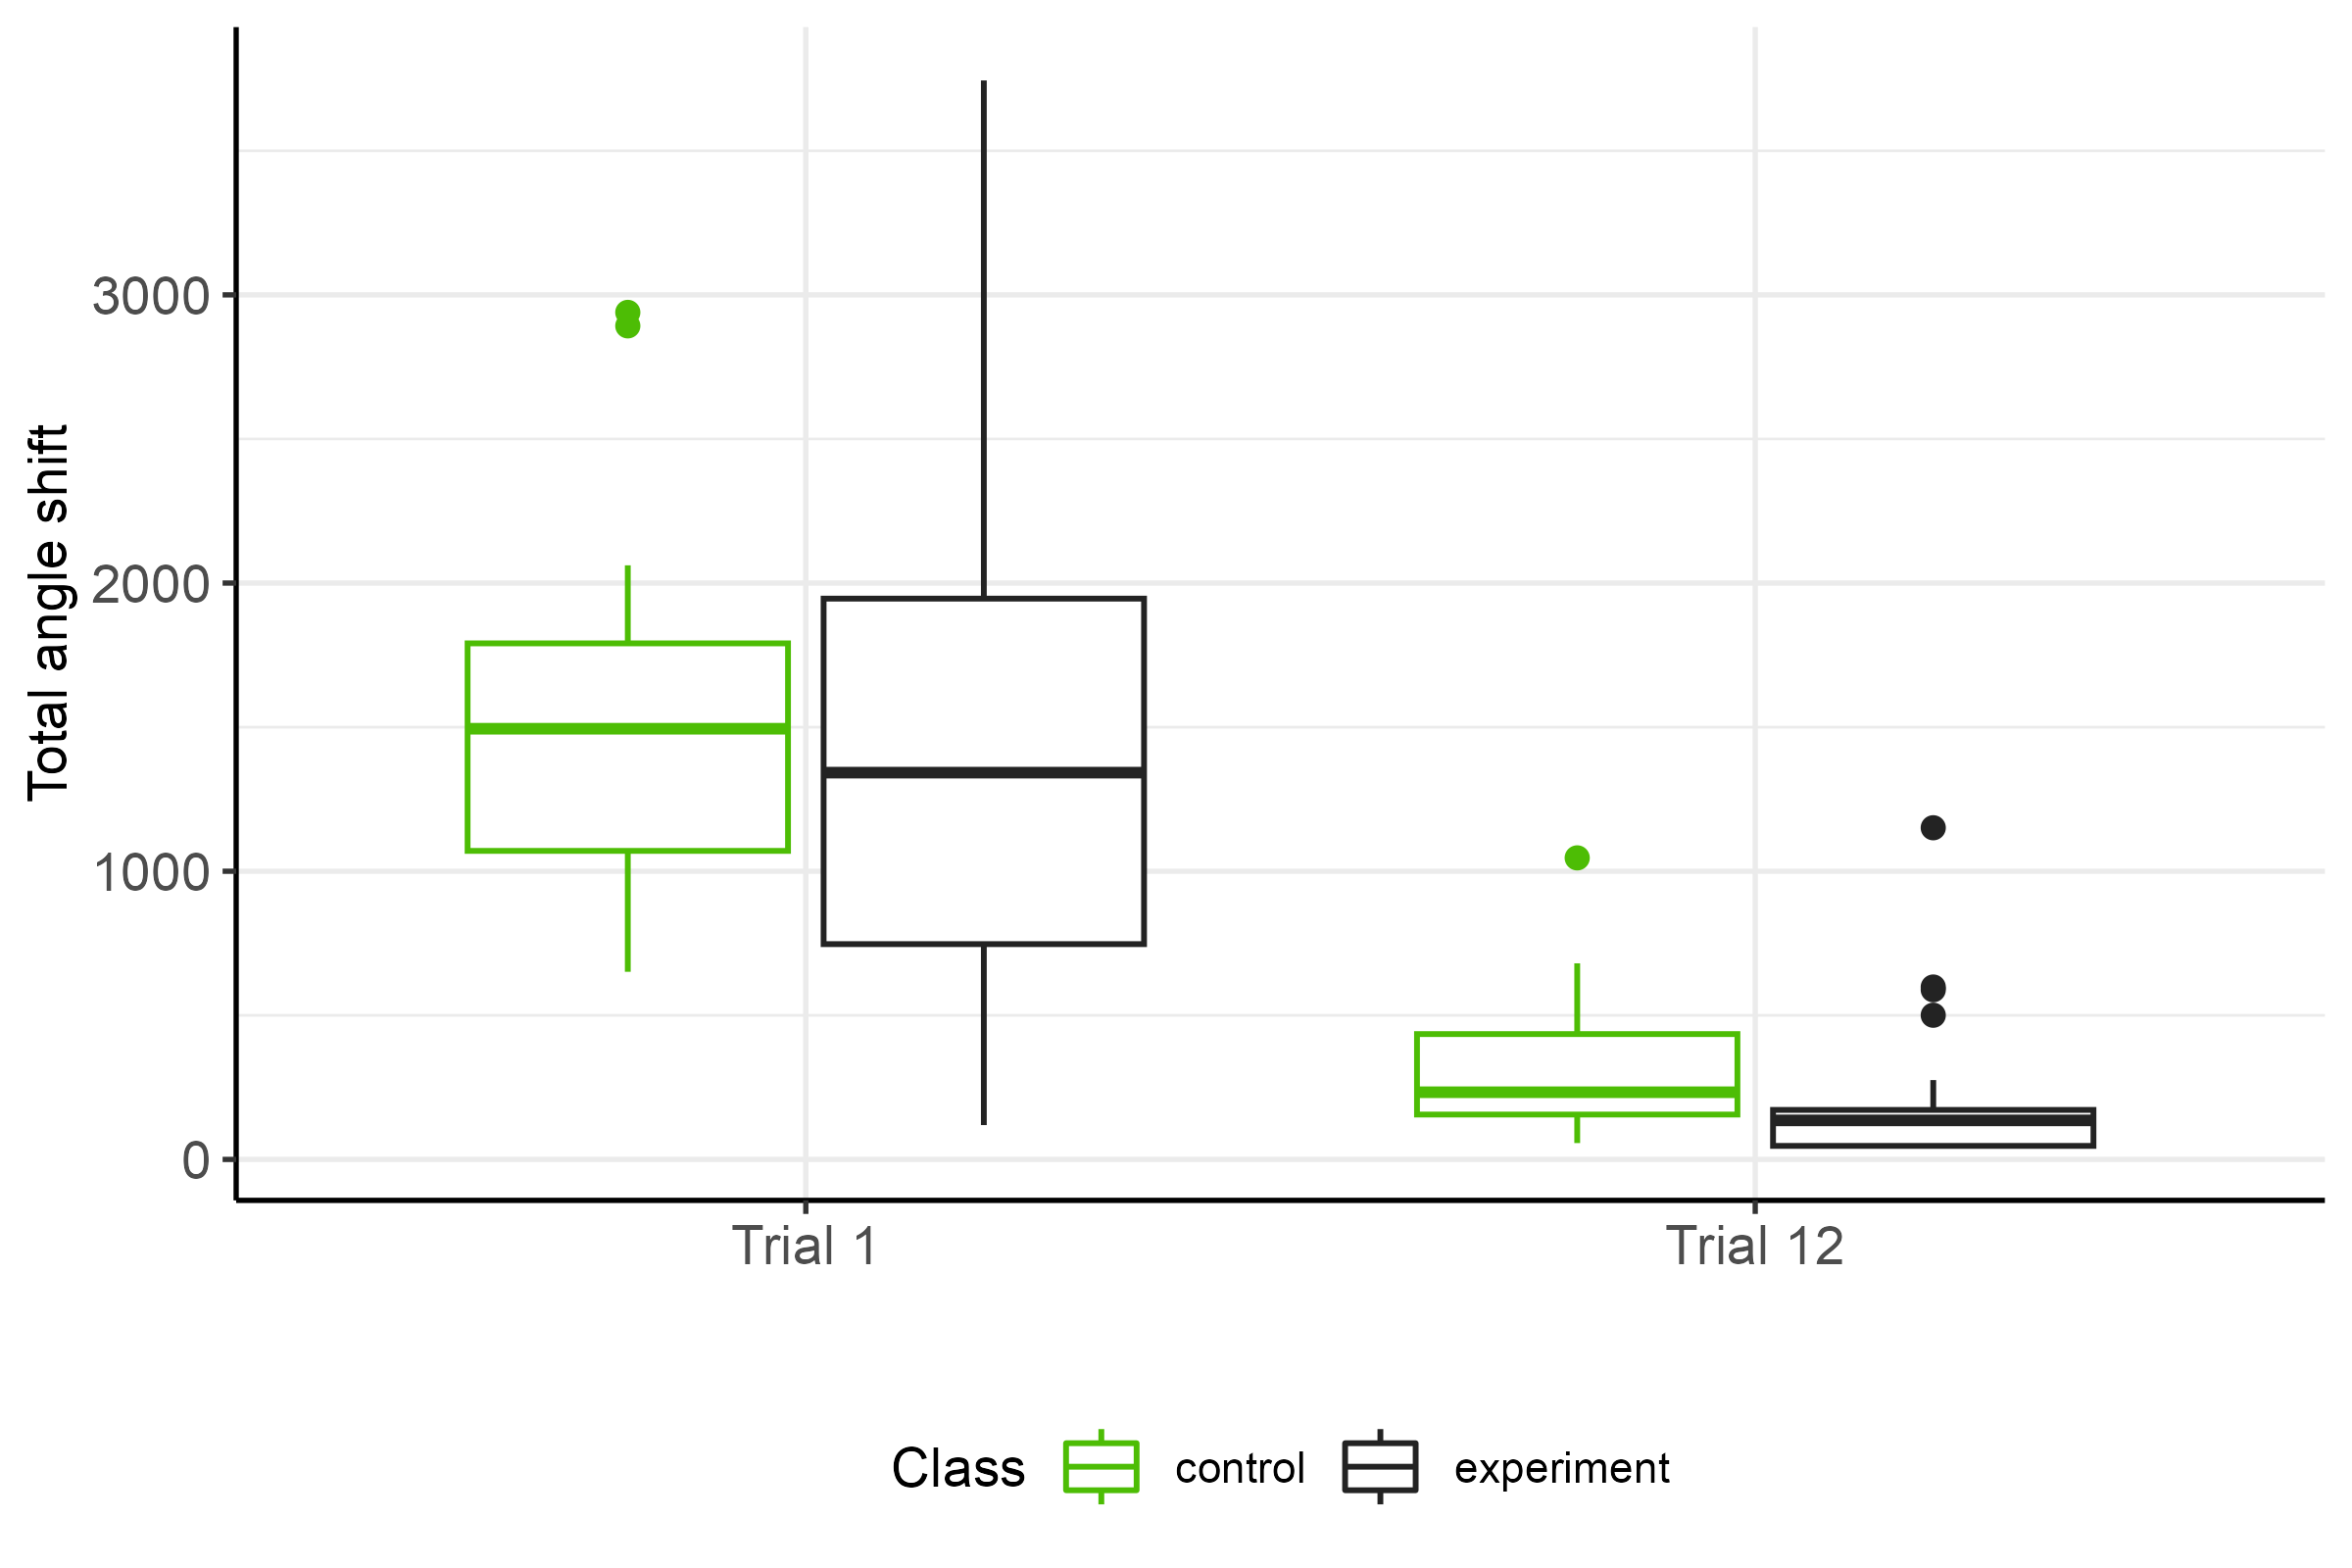 Total angle shift
3000
2000
1000
0
Trial 1 Trial 12
Class control experiment